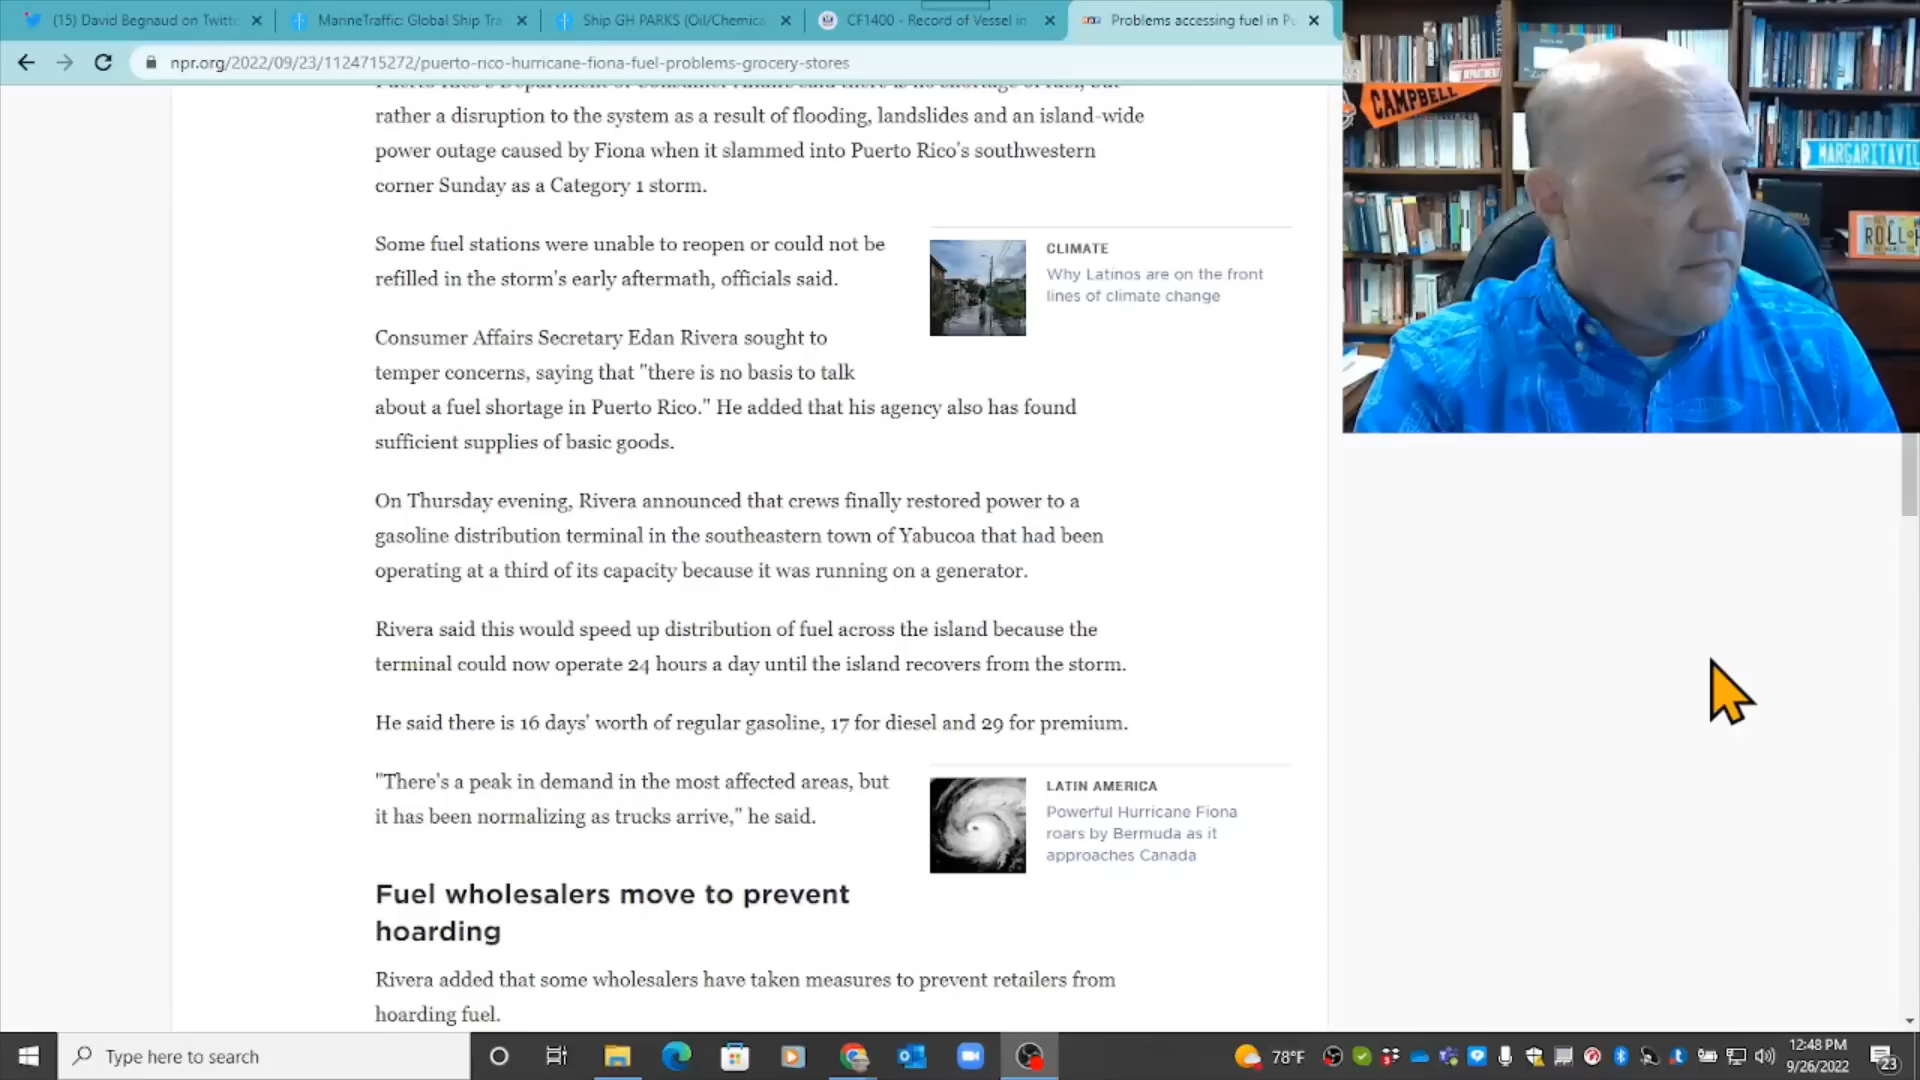 (15) David Begnaud on Twitt
MarineTraffic: Global Ship Tra
Ship GH PARKS (Oil/Chemica
CF1400 - Record of Vessel in
Problems accessing fuel in Pu
npr.org/2022/09/23/1124715272/puerto-rico-hurricane-fiona-fuel-problems-grocery-stores
rather a disruption to the system as a result of flooding, landslides and an island-wide
power outage caused by Fiona when it slammed into Puerto Rico's southwestern
corner Sunday as a Category 1 storm.
Some fuel stations were unable to reopen or could not be
refilled in the storm's early aftermath, officials said.
CLIMATE
Why Latinos are on the front
lines of climate change
Consumer Affairs Secretary Edan Rivera sought to
temper concerns, saying that "there is no basis to talk
about a fuel shortage in Puerto Rico." He added that his agency also has found
sufficient supplies of basic goods.
On Thursday evening, Rivera announced that crews finally restored power to a
gasoline distribution terminal in the southeastern town of Yabucoa that had been
operating at a third of its capacity because it was running on a generator.
Rivera said this would speed up distribution of fuel across the island because the
terminal could now operate 24 hours a day until the island recovers from the storm.
He said there is 16 days' worth of regular gasoline, 17 for diesel and 29 for premium.
"There's a peak in demand in the most affected areas, but
it has been normalizing as trucks arrive," he said.
LATIN AMERICA
Powerful Hurricane Fiona
roars by Bermuda as it
approaches Canada
Fuel wholesalers move to prevent
hoarding
Rivera added that some wholesalers have taken measures to prevent retailers from
hoarding fuel.
CAMPBELL
DEPARTMENT
MARGARITAVIL
ROLL
Type here to search
78°F
12:48 PM
9/26/2022
23